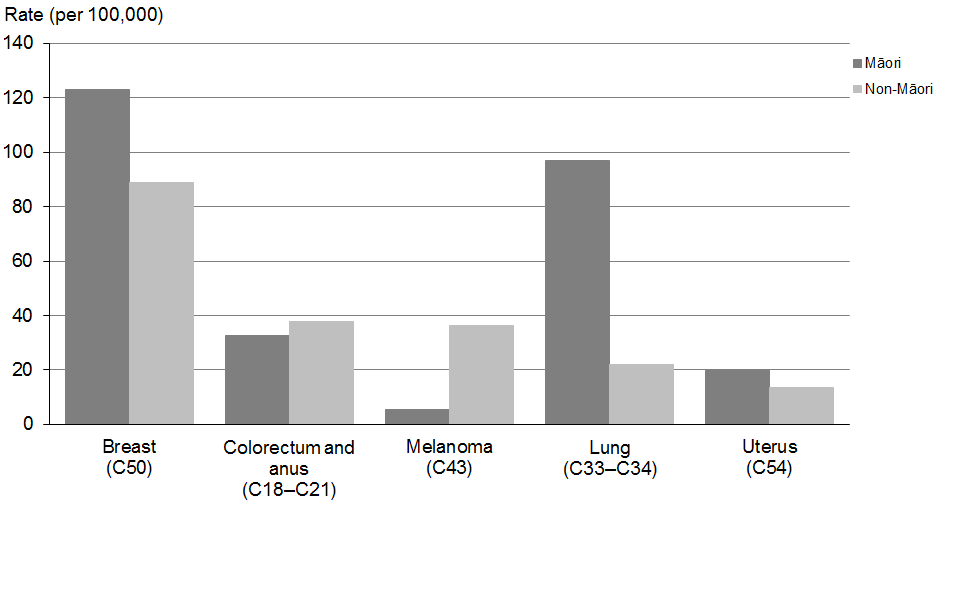 Rate (per 100,000)
140
120
100
80
60
40
20
0
Māori
Non-Māori
Breast
(C50)
Colorectum and
anus
(C18–C21)
Melanoma
(C43)
Lung
(C33–C34)
Uterus
(C54)